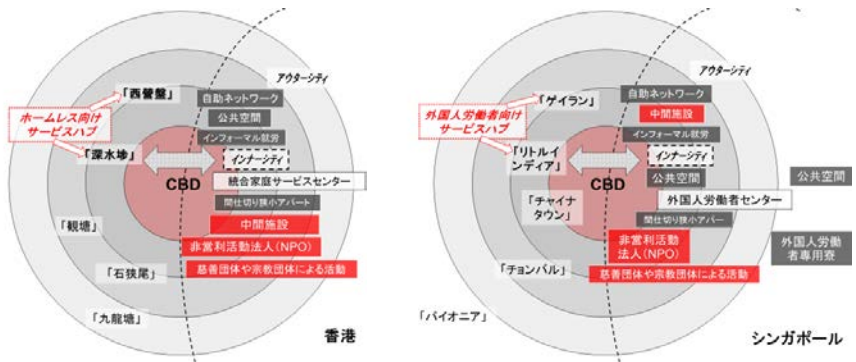 アウターシティ
「西營盤」
自助ネットワーク
ホームレス向け
サービスハブ
公共空間
インフォーマル就労
「深水埗」
インナーシティ
CBD
統合家庭サービスセンター
間仕切り狭小アパート
中間施設
「観塘」
非営利活動法人(NPO)
慈善団体や宗教団体による活動
「石狭尾」
「九龍塘」
香港
アウターシティ
「ゲイラン」
自助ネットワーク
中間施設
外国人労働者向け
サービスハブ
インフォーマル就労
「リトルイ
ンディア」
インナーシティ
CBD
公共空間
公共空間
「チャイナ
タウン」
外国人労働者センター
間仕切り狭小アパー
非営利活動
法人(NPO)
外国人労働
者専用寮
「チョンバル」
慈善団体や宗教団体による活動
「パイオニア」
シンガポール